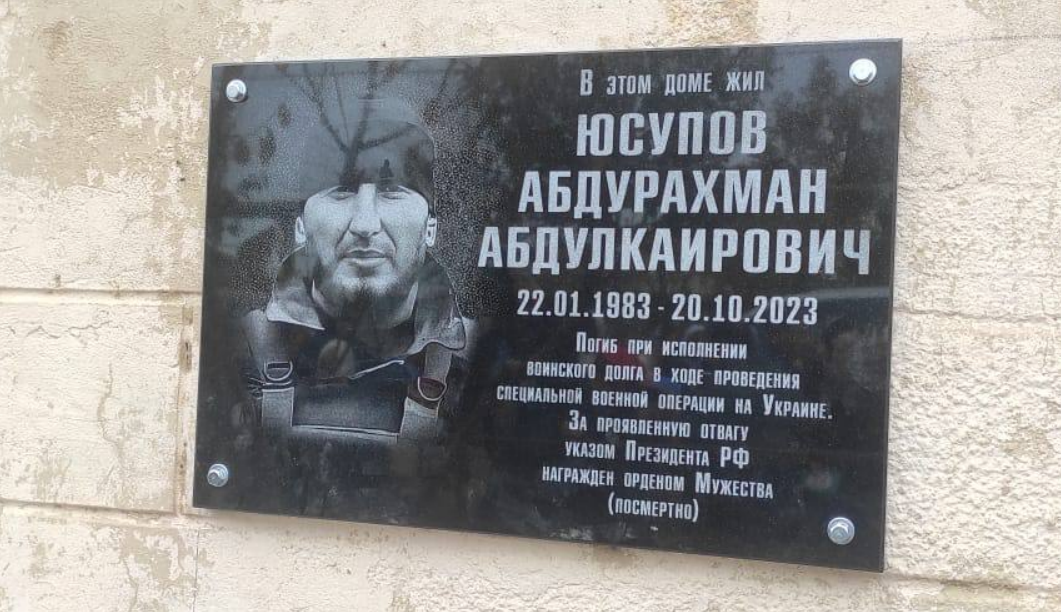 В этом доме жил
ЮСУПОВ
АБДУРАХМАН
АБДУЛКАИРОВИЧ
22.01.1983 - 20.10.2023
Погиб при исполнении
воинского долга в ходе проведения
специальной военной операции на Украине.
За проявленную отвагу
указом Президента РФ
награжден орденом Мужества
(посмертно)